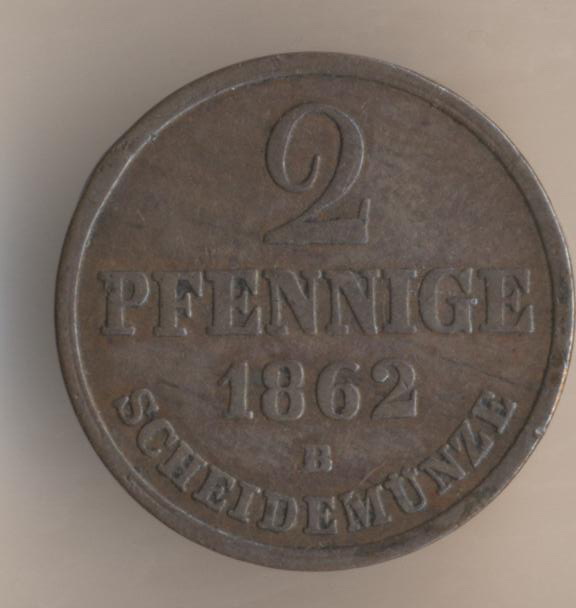 2
PFENNIGE
1862
B
SCHEIDEMÜNZE